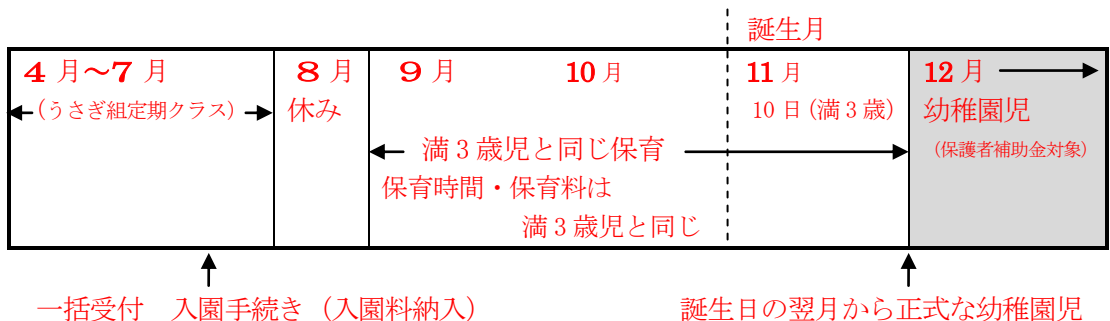 誕生月
4月～7月 8月 9月 10月 11月 12月
(うさぎ組定期クラス) 休み 10日(満3歳) 幼稚園児
満3歳児と同じ保育 (保護者補助金対象)
保育時間・保育料は
満3歳児と同じ
一括受付 入園手続き（入園料納入） 誕生日の翌月から正式な幼稚園児